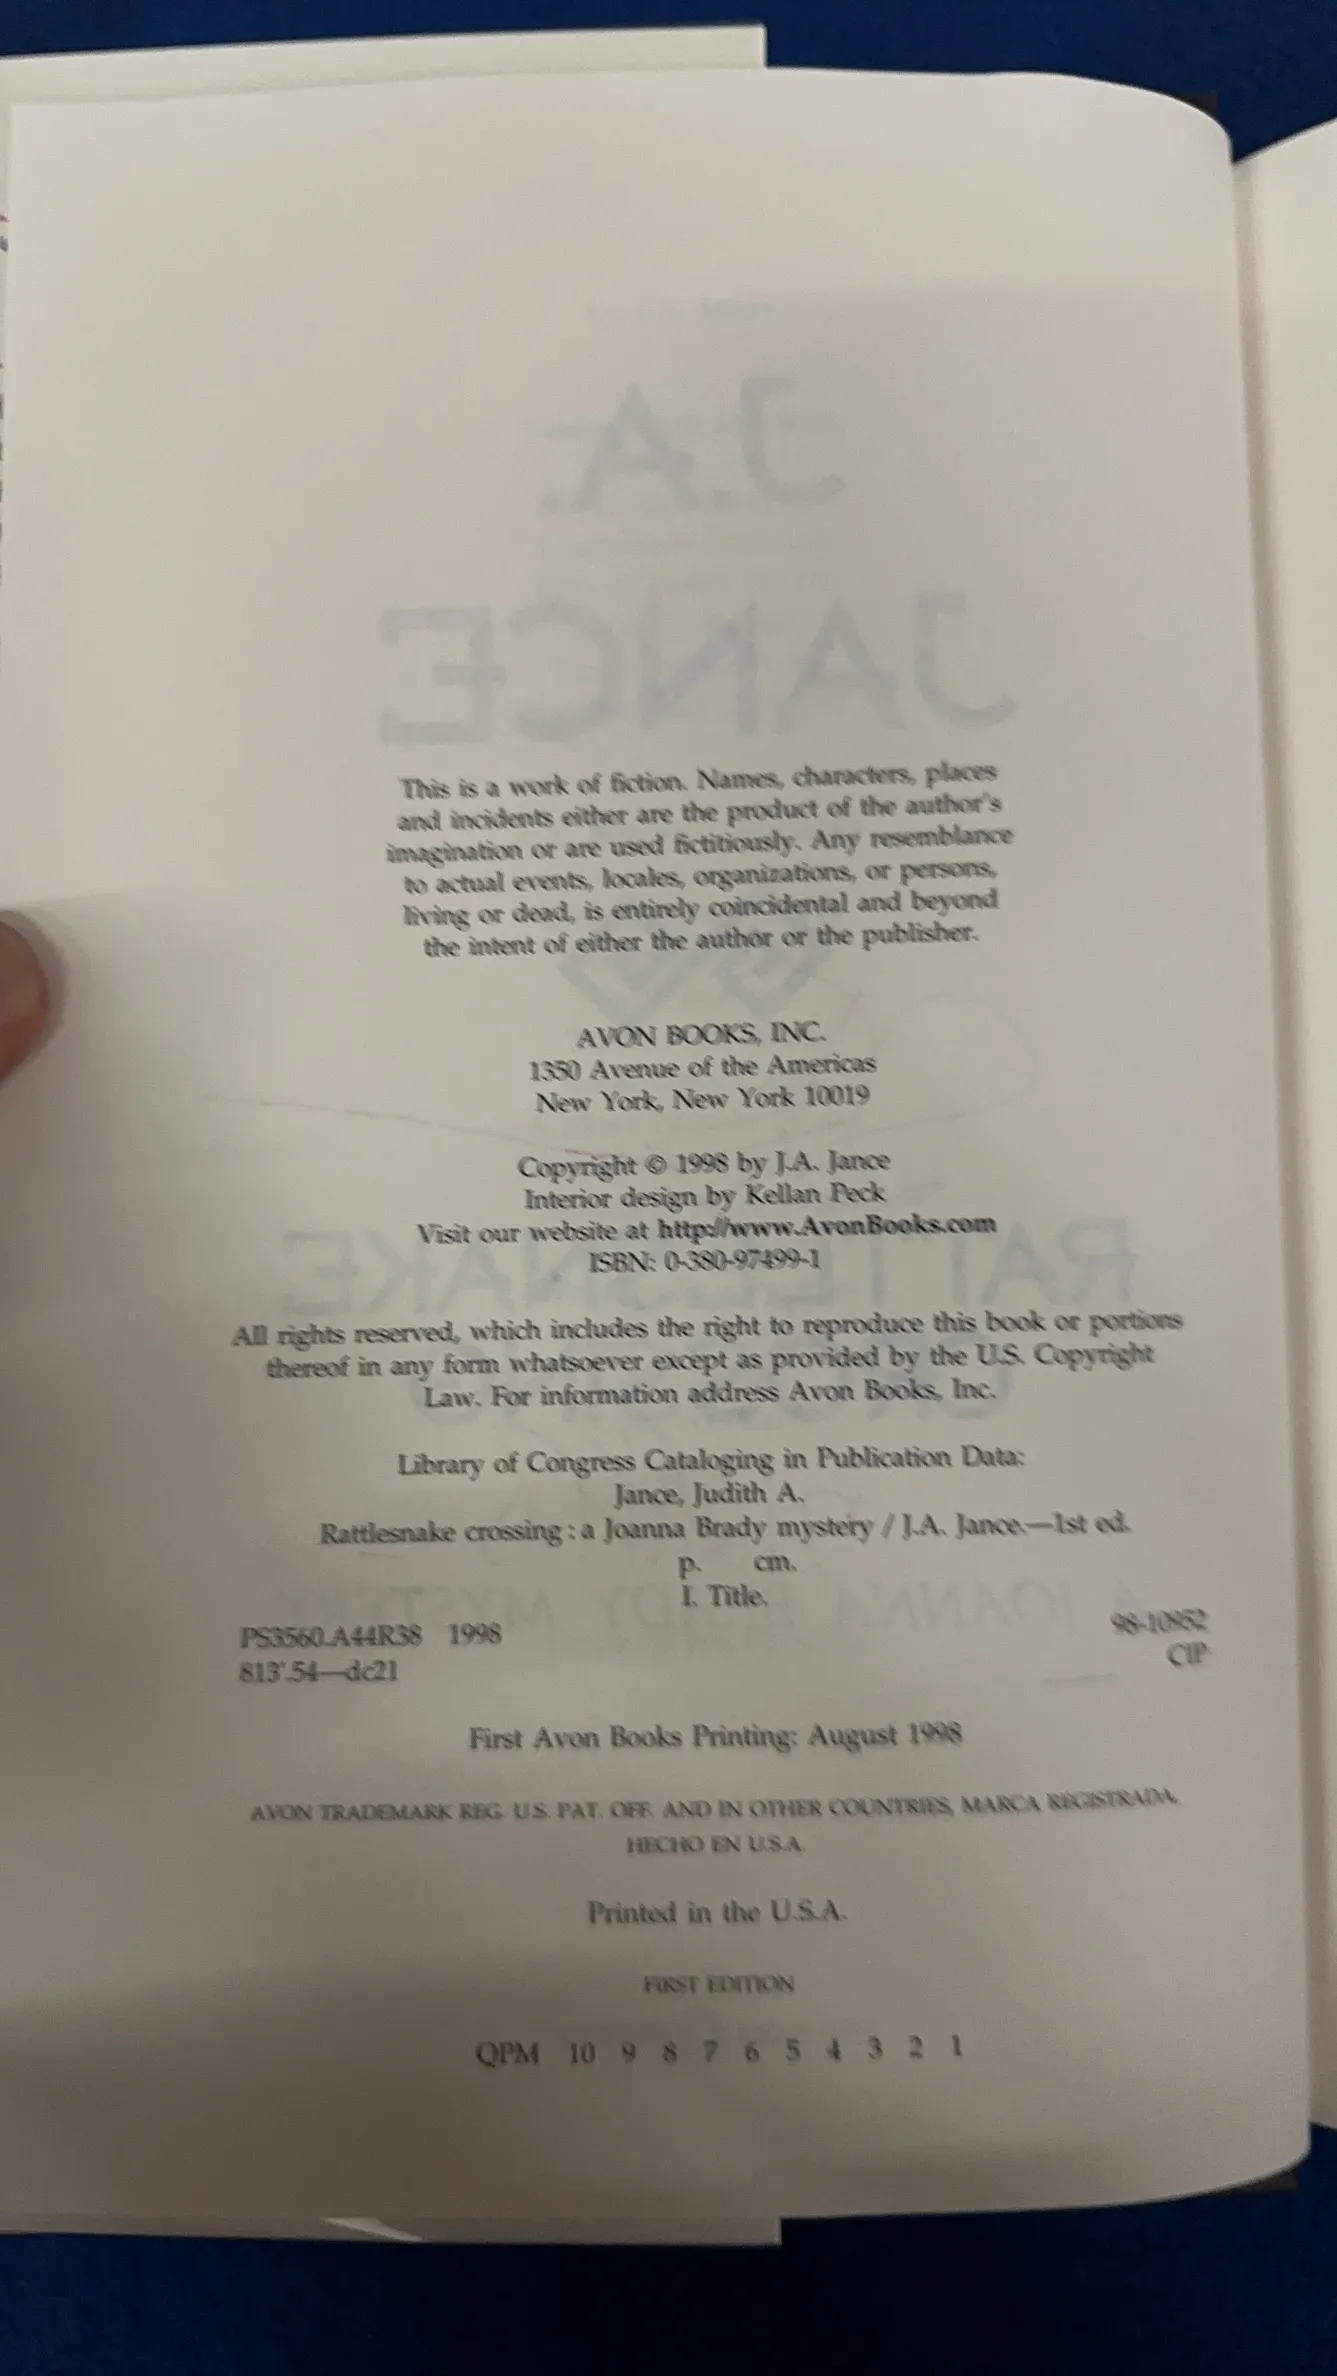 This is a work of fiction. Names, characters, places
and incidents either are the product of the author's
imagination or are used fictitiously. Any resemblance
to actual events, locales, organizations, or persons,
living or dead, is entirely coincidental and beyond
the intent of either the author or the publisher.
AVON BOOKS, INC.
1350 Avenue of the Americas
New York, New York 10019
Copyright © 1998 by J.A. Jance
Interior design by Kellan Peck
Visit our website at http://www.AvonBooks.com
ISBN: 0-380-97499-1
All rights reserved, which includes the right to reproduce this book or portions
thereof in any form whatsoever except as provided by the U.S. Copyright
Law. For information address Avon Books, Inc.
Library of Congress Cataloging in Publication Data:
Jance, Judith A.
Rattlesnake crossing : a Joanna Brady mystery / J.A. Jance.—1st ed.
p. cm.
I. Title.
PS3560.A44R38 1998 98-10952
813'.54—dc21 CIP
First Avon Books Printing: August 1998
AVON TRADEMARK REG. U.S. PAT. OFF. AND IN OTHER COUNTRIES, MARCA REGISTRADA,
HECHO EN U.S.A.
Printed in the U.S.A.
FIRST EDITION
QPM 10 9 8 7 6 5 4 3 2 1